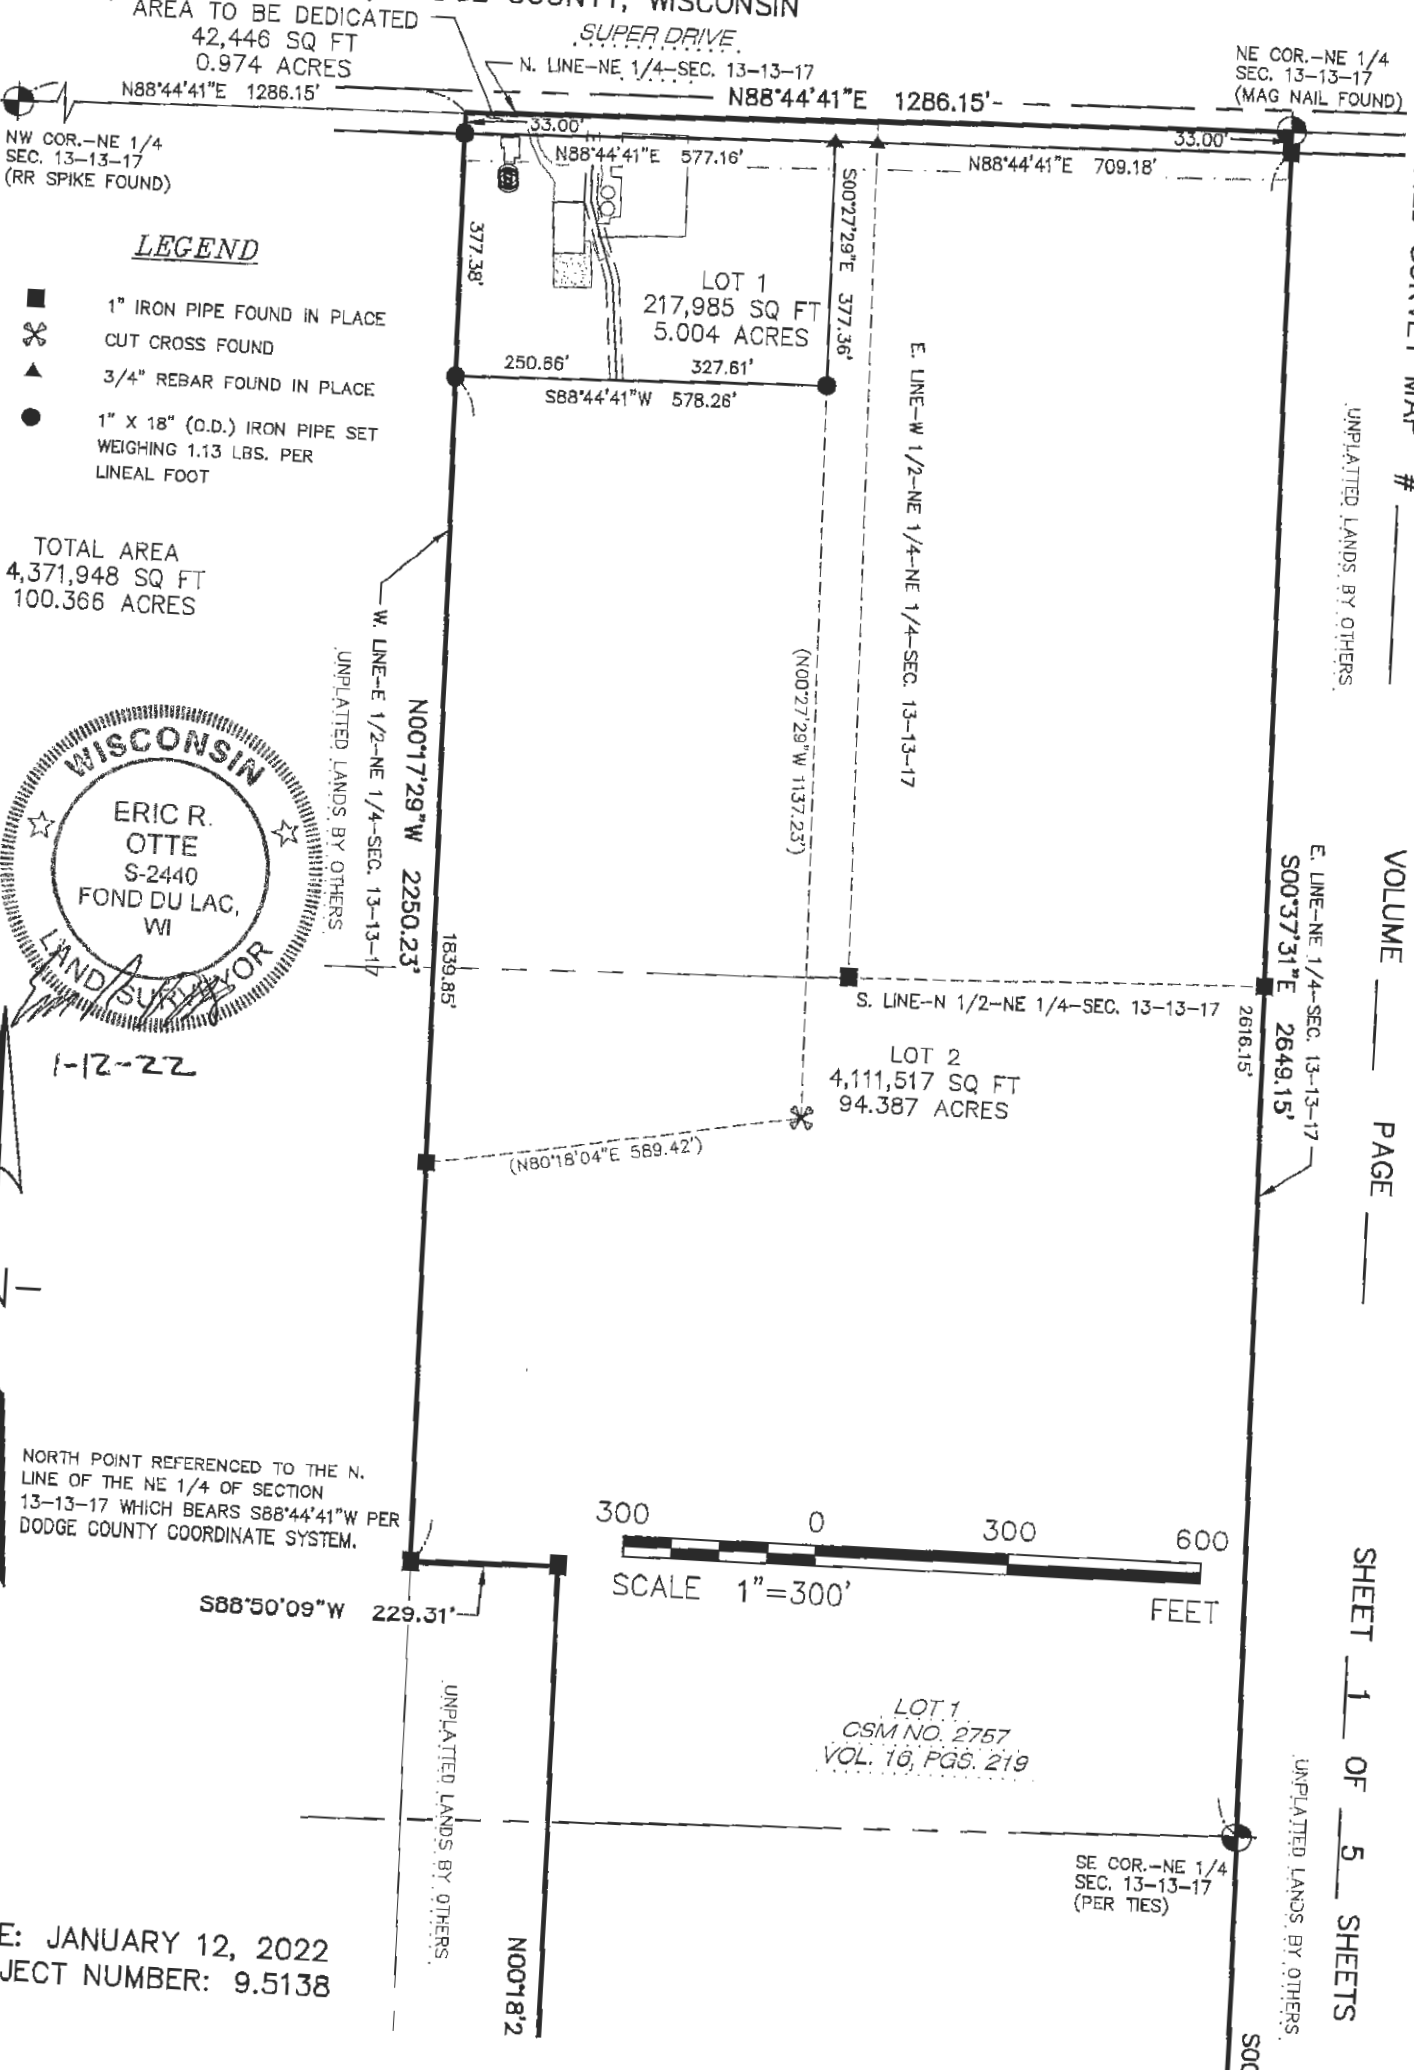 COUNTY, WISCONSIN
AREA TO BE DEDICATED
42,446 SQ FT
0.974 ACRES
SUPER DRIVE
N. LINE-NE 1/4-SEC. 13-13-17
NE COR.-NE 1/4
SEC. 13-13-17
(MAG NAIL FOUND)
N88°44'41"E 1286.15'
N88°44'41"E 1286.15'-
NW COR.-NE 1/4
SEC. 13-13-17
(RR SPIKE FOUND)
33.00'
33.00'
N88°44'41"E 577.16'
N88°44'41"E 709.18'
377.38'
S00°27'29"E 377.36'
LEGEND
1" IRON PIPE FOUND IN PLACE
CUT CROSS FOUND
3/4" REBAR FOUND IN PLACE
1" X 18" (O.D.) IRON PIPE SET
WEIGHING 1.13 LBS. PER
LINEAL FOOT
LOT 1
217,985 SQ FT
5.004 ACRES
250.66'
327.61'
S88°44'41"W 578.26'
E. LINE-W 1/2-NE 1/4-NE 1/4-SEC. 13-13-17
UNPLATTED LANDS BY OTHERS
MAP #
TOTAL AREA
4,371,948 SQ FT
100.366 ACRES
W. LINE-E 1/2-NE 1/4-SEC. 13-13-17
UNPLATTED LANDS BY OTHERS
N00°17'29"W 2250.23'
1839.85'
(N00°27'29"W 1137.23')
WISCONSIN
ERIC R.
OTTE
S-2440
FOND DU LAC,
WI
LAND SURVEYOR
1-12-22
E. LINE-NE 1/4-SEC. 13-13-17
S00°37'31"E 2649.15'
2616.15'
VOLUME
PAGE
S. LINE-N 1/2-NE 1/4-SEC. 13-13-17
LOT 2
4,111,517 SQ FT
94.387 ACRES
(N80°18'04"E 589.42')
NORTH POINT REFERENCED TO THE N.
LINE OF THE NE 1/4 OF SECTION
13-13-17 WHICH BEARS S88°44'41"W PER
DODGE COUNTY COORDINATE SYSTEM.
300 0 300 600
SCALE 1"=300'
FEET
S88°50'09"W 229.31'
UNPLATTED LANDS BY OTHERS
LOT 1
CSM NO. 2757
VOL. 16, PGS. 219
SHEET 1 OF 5 SHEETS
UNPLATTED LANDS BY OTHERS
SE COR.-NE 1/4
SEC. 13-13-17
(PER TIES)
E: JANUARY 12, 2022
JECT NUMBER: 9.5138
N00°18'2
S00